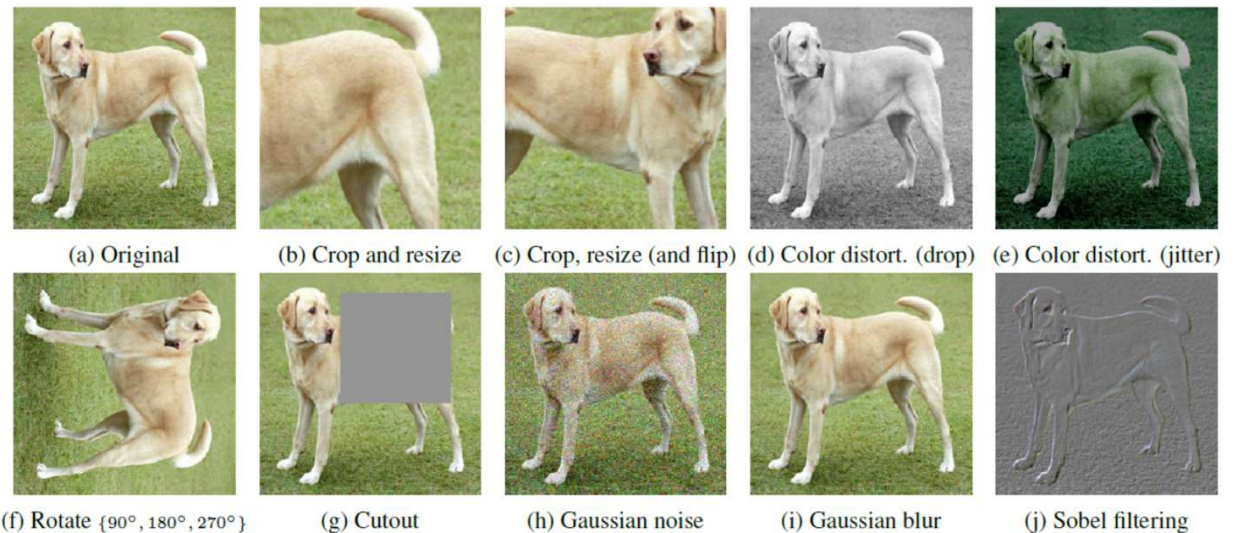 (a) Original
(b) Crop and resize
(c) Crop, resize (and flip)
(d) Color distort. (drop)
(e) Color distort. (jitter)
(f) Rotate {90°, 180°, 270°}
(g) Cutout
(h) Gaussian noise
(i) Gaussian blur
(j) Sobel filtering